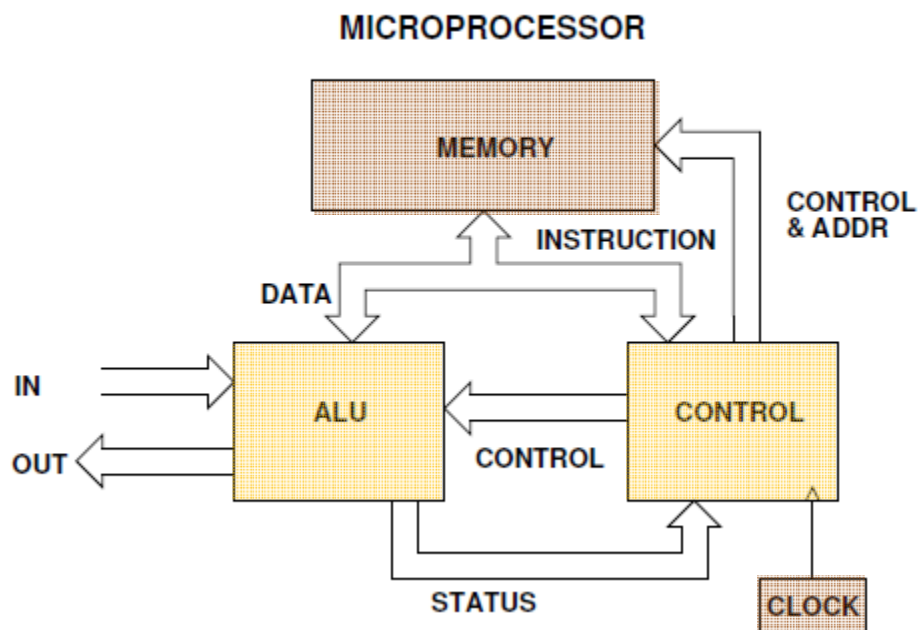 MICROPROCESSOR
MEMORY
CONTROL
& ADDR
INSTRUCTION
DATA
IN
ALU
CONTROL
OUT
CONTROL
STATUS
CLOCK